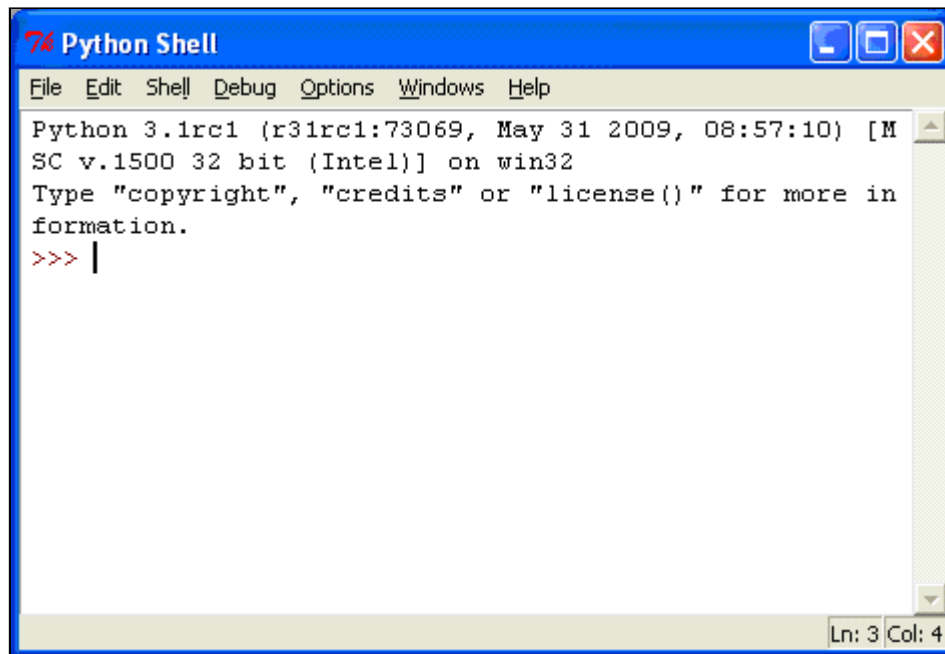 Python Shell
File Edit Shell Debug Options Windows Help
Python 3.1rc1 (r31rc1:73069, May 31 2009, 08:57:10) [M
SC v.1500 32 bit (Intel)] on win32
Type "copyright", "credits" or "license()" for more in
formation.
>>>
Ln: 3 Col: 4